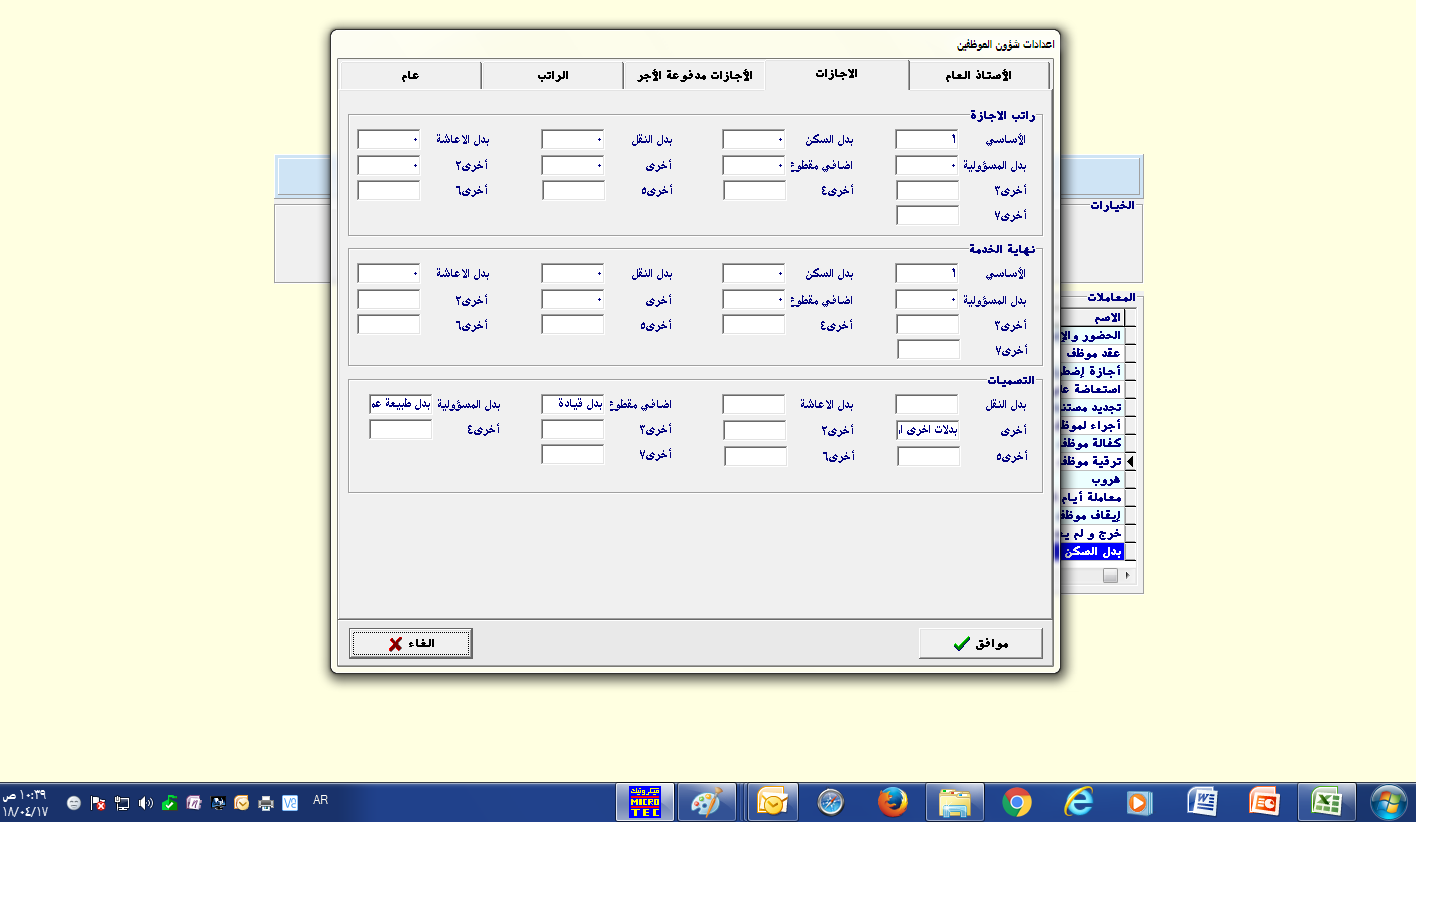 اعدادات شؤون الموظفين
الأستاذ العام الاجازات الأجازات مدفوعة الأجر الراتب عام
راتب الاجازة
الأساسي ١ بدل السكن ٠ بدل النقل ٠ بدل الاعاشة ٠
بدل المسؤولية ٠ اضافي مقطوع ٠ أخرى ٠ أخرى٢ ٠
أخرى٣ أخرى٤ أخرى٥ أخرى٦
أخرى٧
نهاية الخدمة
الأساسي ١ بدل السكن ٠ بدل النقل ٠ بدل الاعاشة ٠
بدل المسؤولية ٠ اضافي مقطوع ٠ أخرى ٠ أخرى٢
أخرى٣ أخرى٤ أخرى٥ أخرى٦
أخرى٧
التسميات
بدل النقل بدل الاعاشة اضافي مقطوع بدل قيادة بدل المسؤولية بدل طبيعة عم
أخرى بدلات اخرى أخرى٢ أخرى٣ أخرى٤
أخرى٥ أخرى٦ أخرى٧
موافق الغاء
الخيارات
المعاملات
الاسم
الحضور والإ
عقد موظف
أجازة إضط
استعاضة عا
تجديد مستن
أجراء لموظ
كفالة موظف
ترقية موظف
هروب
معاملة أيام
إيقاف موظف
خرج و لم يع
بدل السكن
ميكروتيك
MICRO
TEC
AR
V2
١٠:٣٩ ص
١٨/٠٤/١٧